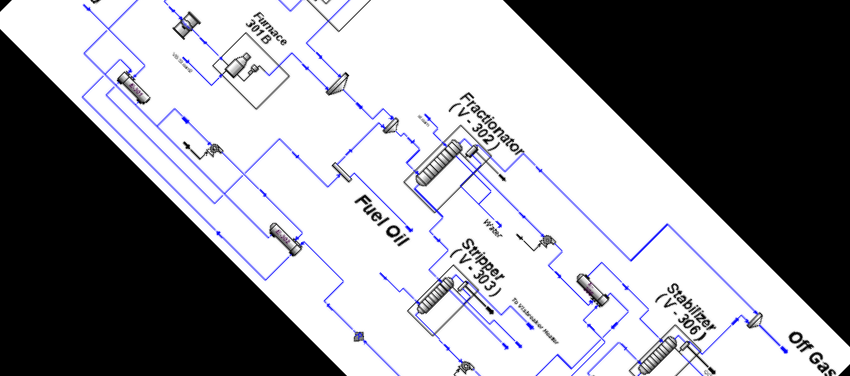 Furnace
301B
Fractionator
(V - 302)
Water
Fuel Oil
Stripper
(V - 303)
To Visbreaker Heater
Stabilizer
(V - 306)
Off Gas